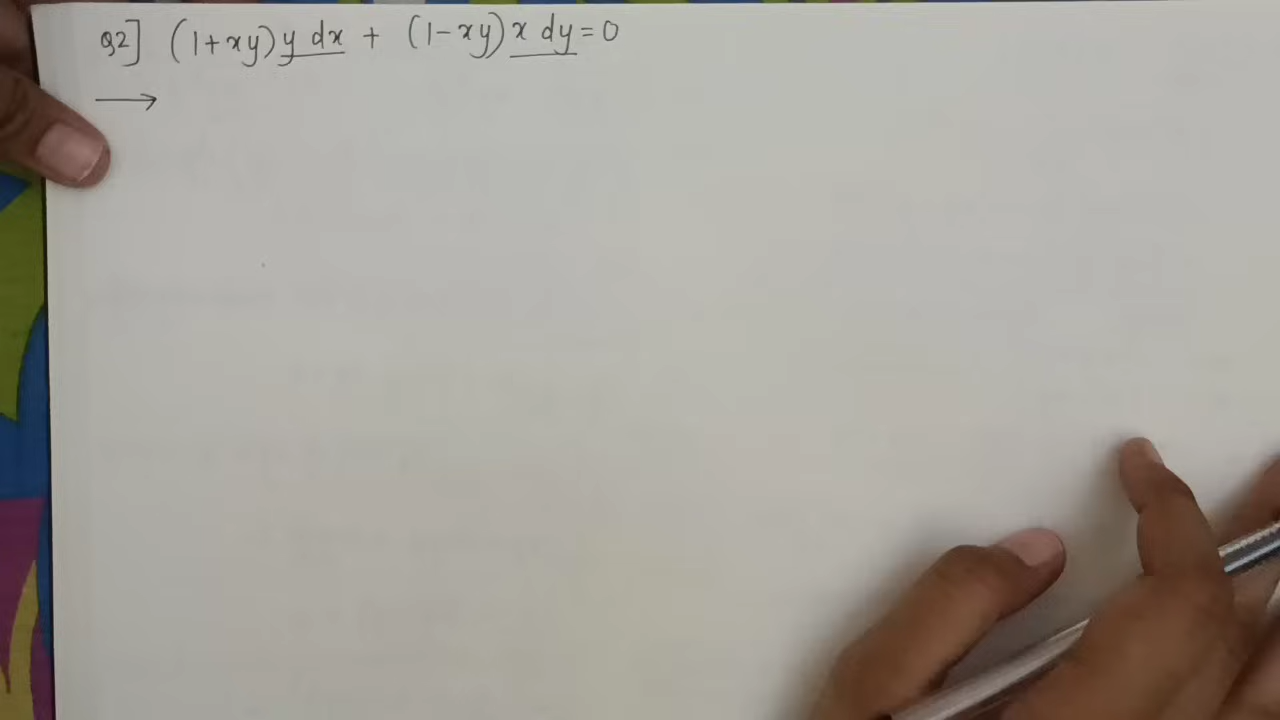 Q2] (1+xy)y dx + (1-xy)x dy=0